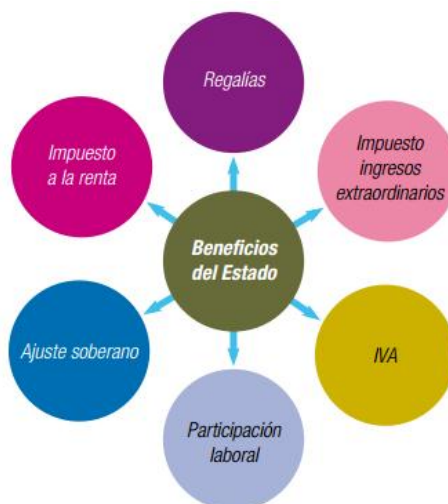 Regalías
Impuesto
a la renta
Impuesto
ingresos
extraordinarios
Beneficios
del Estado
Ajuste soberano
IVA
Participación
laboral